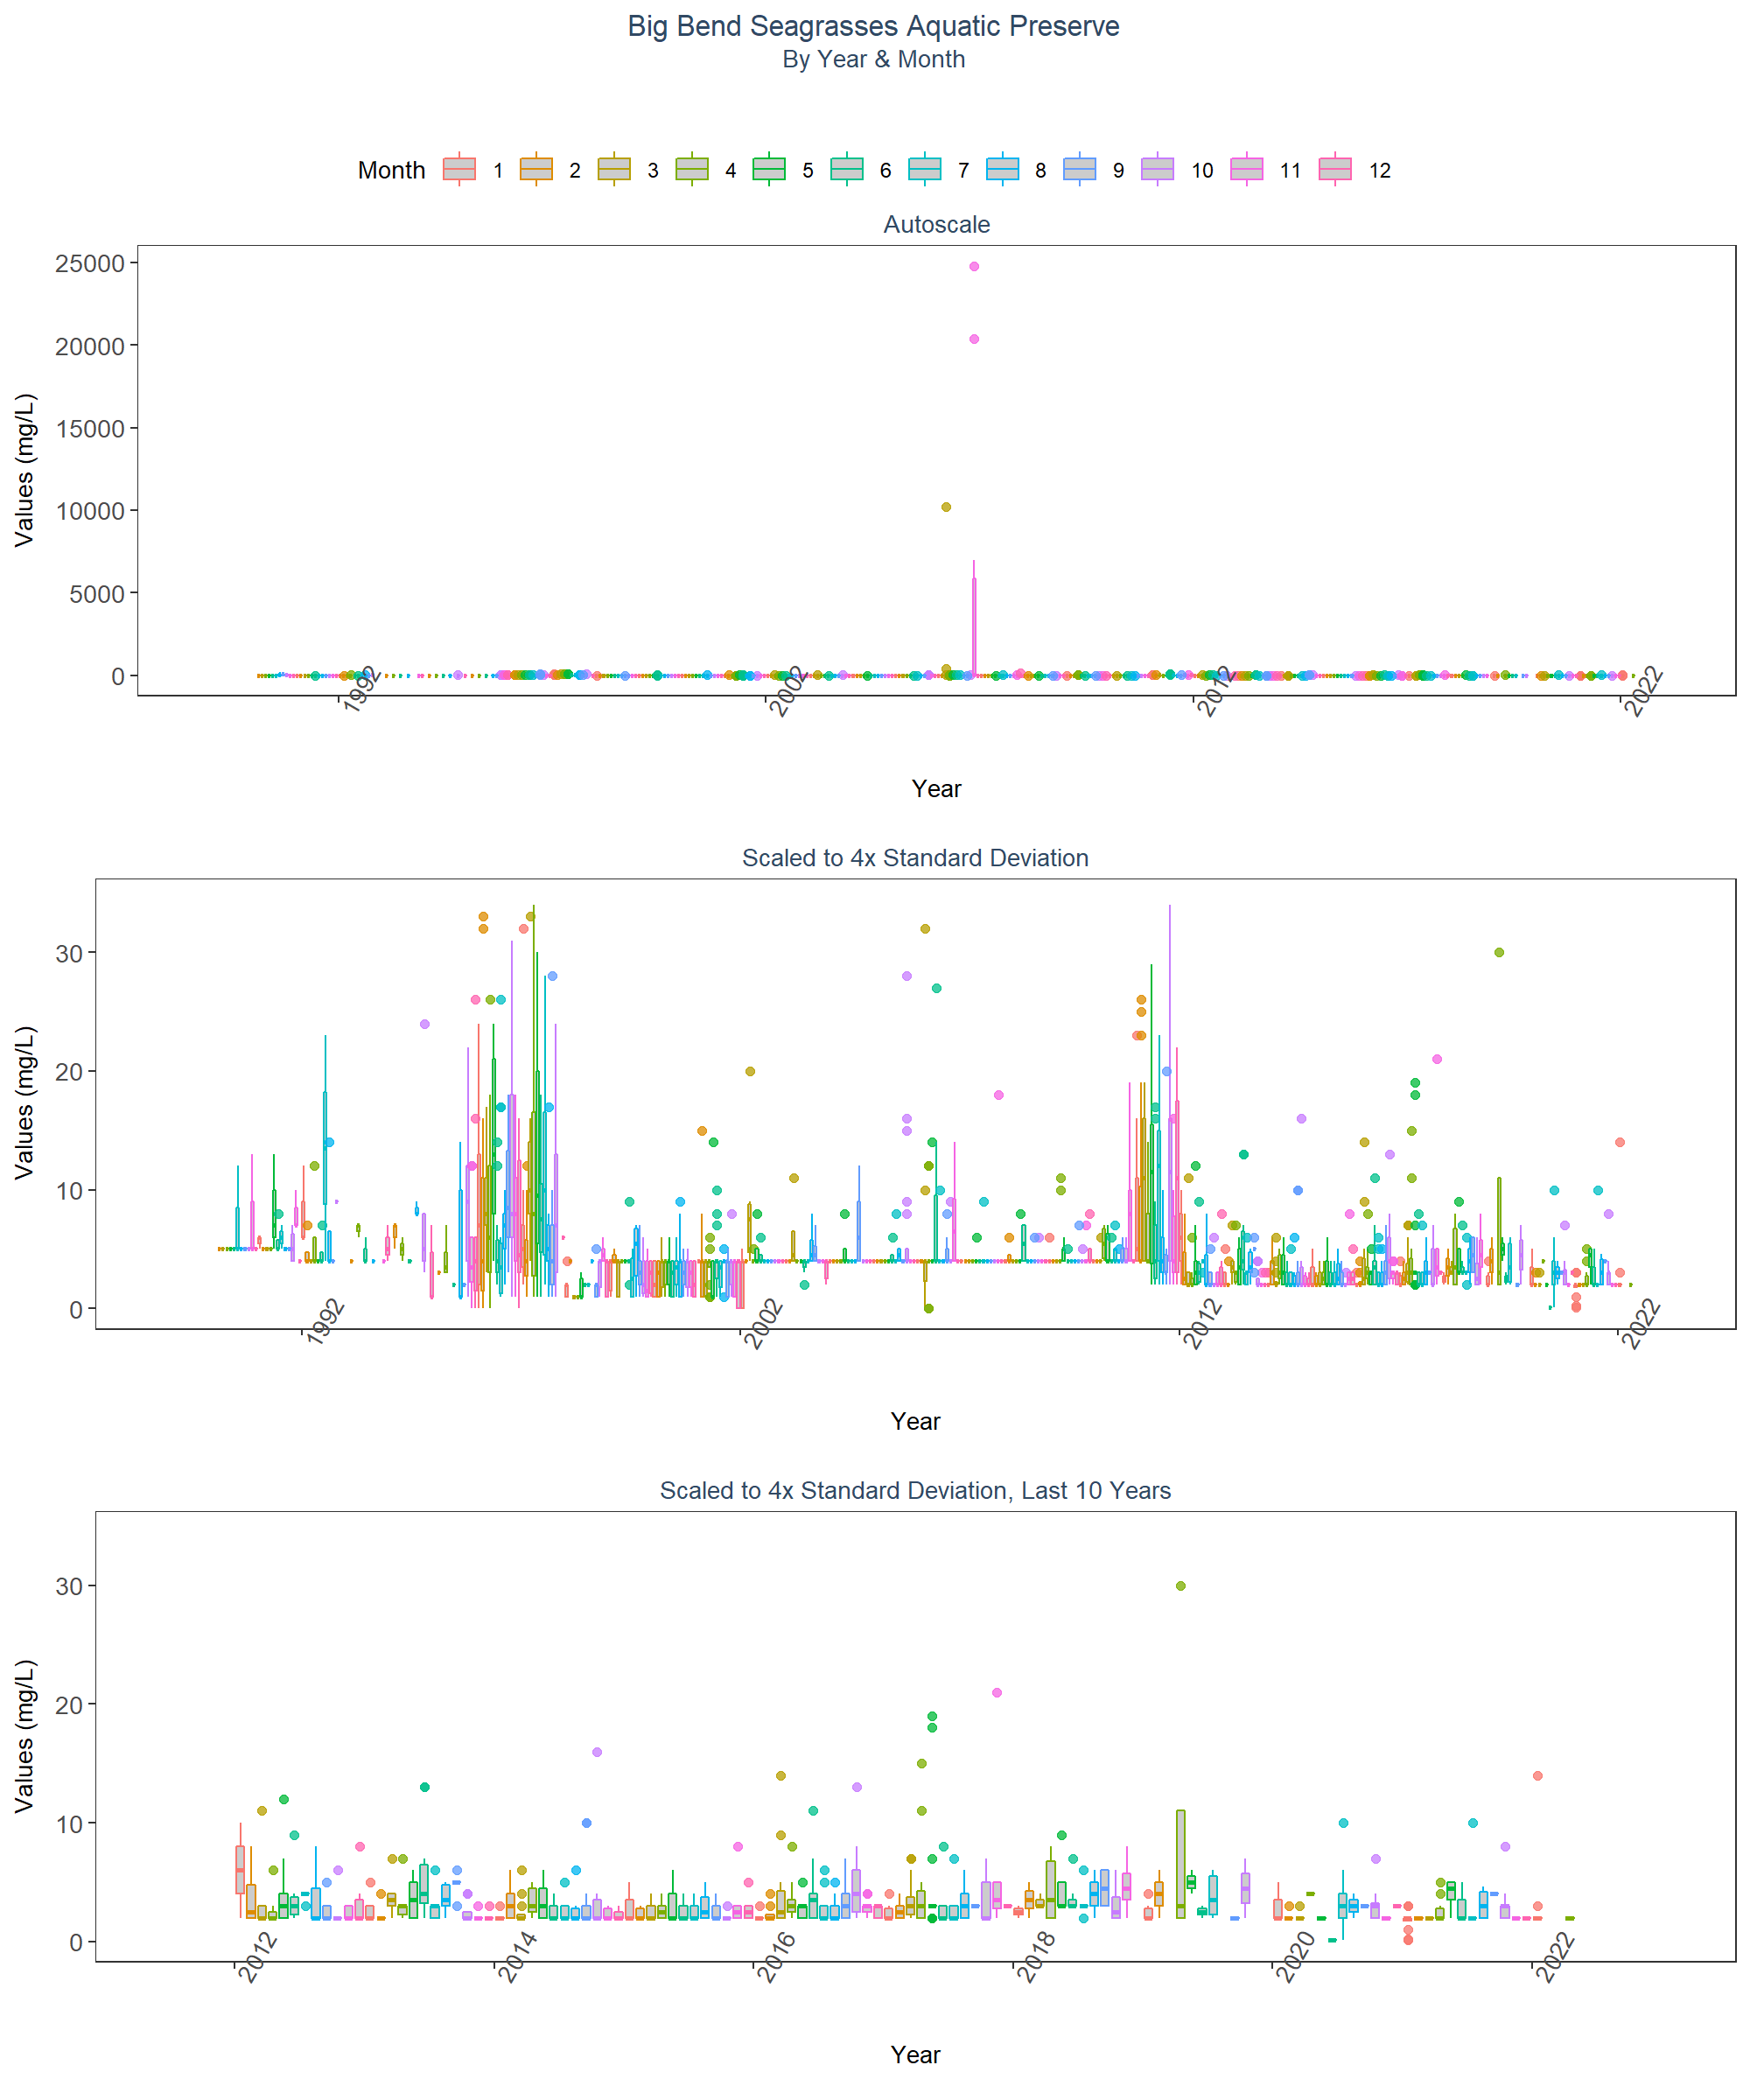 Big Bend Seagrasses Aquatic Preserve
By Year & Month
Month 1 2 3 4 5 6 7 8 9 10 11 12
Autoscale
Values (mg/L)
25000
20000
15000
10000
5000
0
1992 2002 2012 2022
Year
Scaled to 4x Standard Deviation
Values (mg/L)
30
20
10
0
1992 2002 2012 2022
Year
Scaled to 4x Standard Deviation, Last 10 Years
Values (mg/L)
30
20
10
0
2012 2014 2016 2018 2020 2022
Year